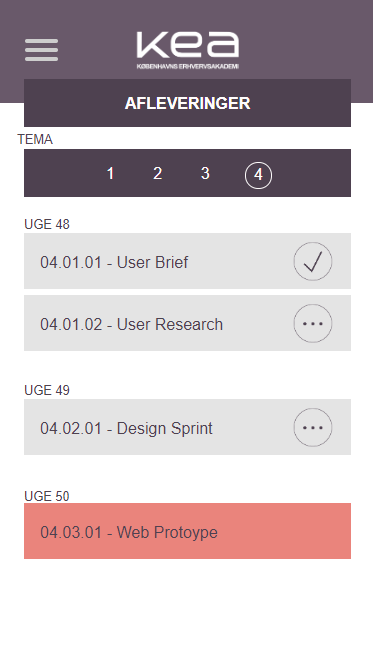 kea
KØBENHAVNS ERHVERVSAKADEMI
AFLEVERINGER
TEMA
1 2 3 4
UGE 48
04.01.01 - User Brief
04.01.02 - User Research
UGE 49
04.02.01 - Design Sprint
UGE 50
04.03.01 - Web Protoype